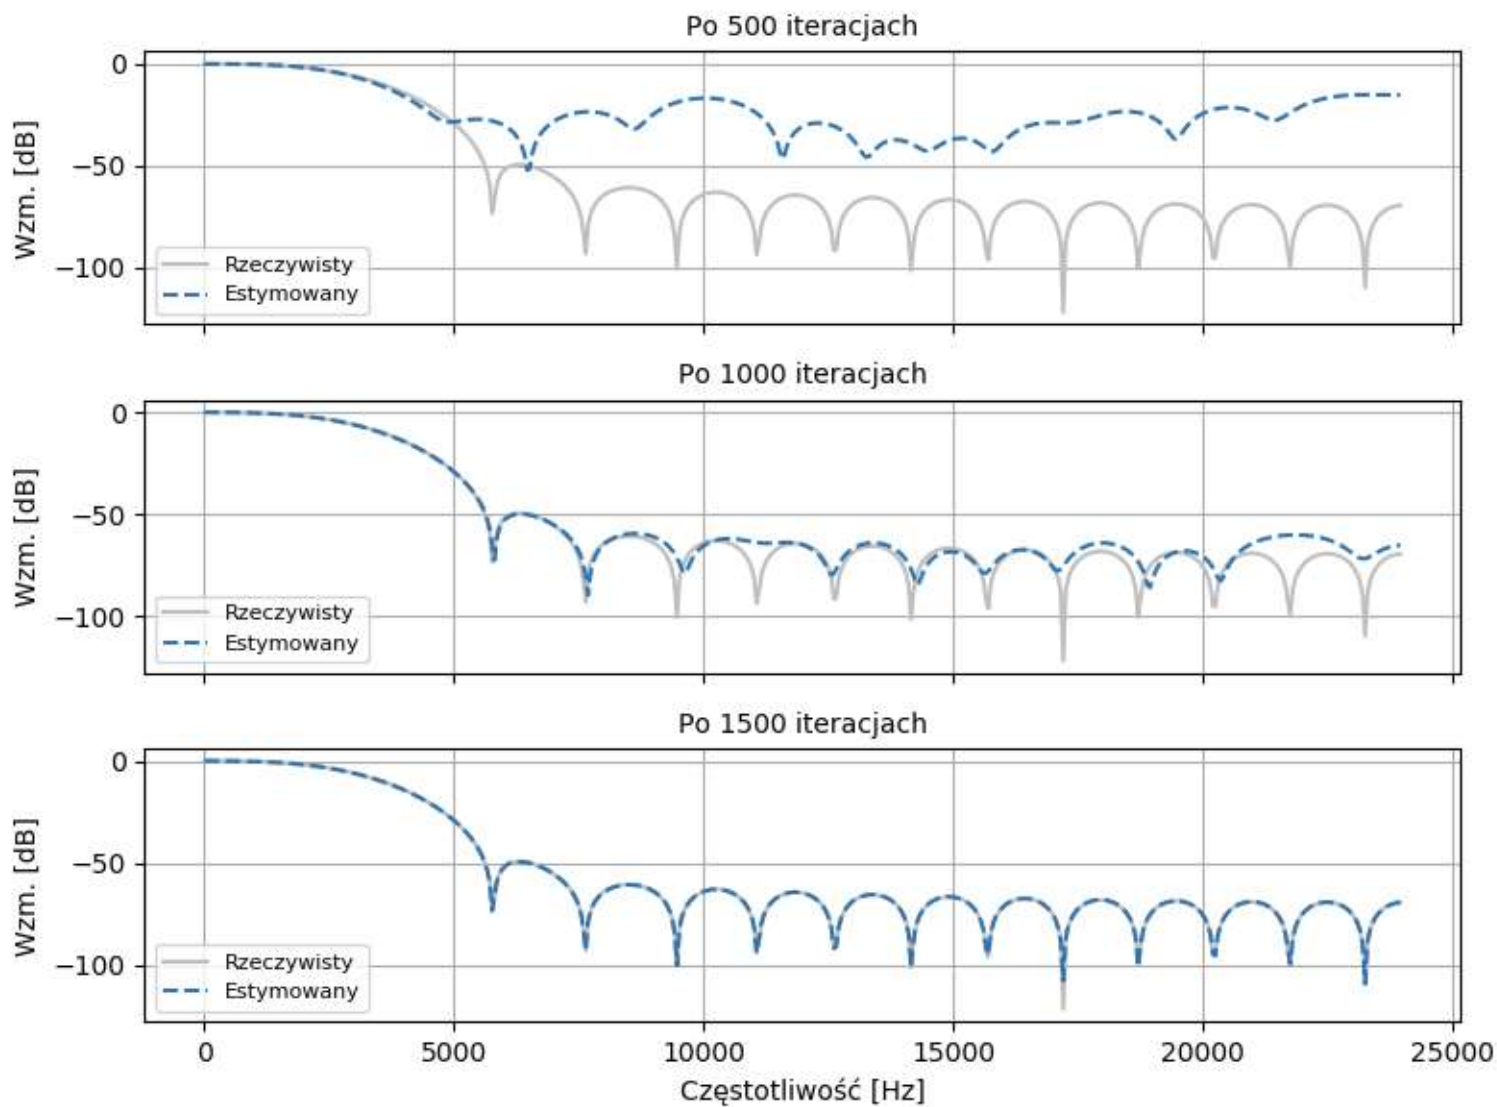 Po 500 iteracjach
0
−50
−100
Wzm. [dB]
Rzeczywisty
Estymowany
Po 1000 iteracjach
0
−50
−100
Wzm. [dB]
Rzeczywisty
Estymowany
Po 1500 iteracjach
0
−50
−100
Wzm. [dB]
Rzeczywisty
Estymowany
0 5000 10000 15000 20000 25000
Częstotliwość [Hz]